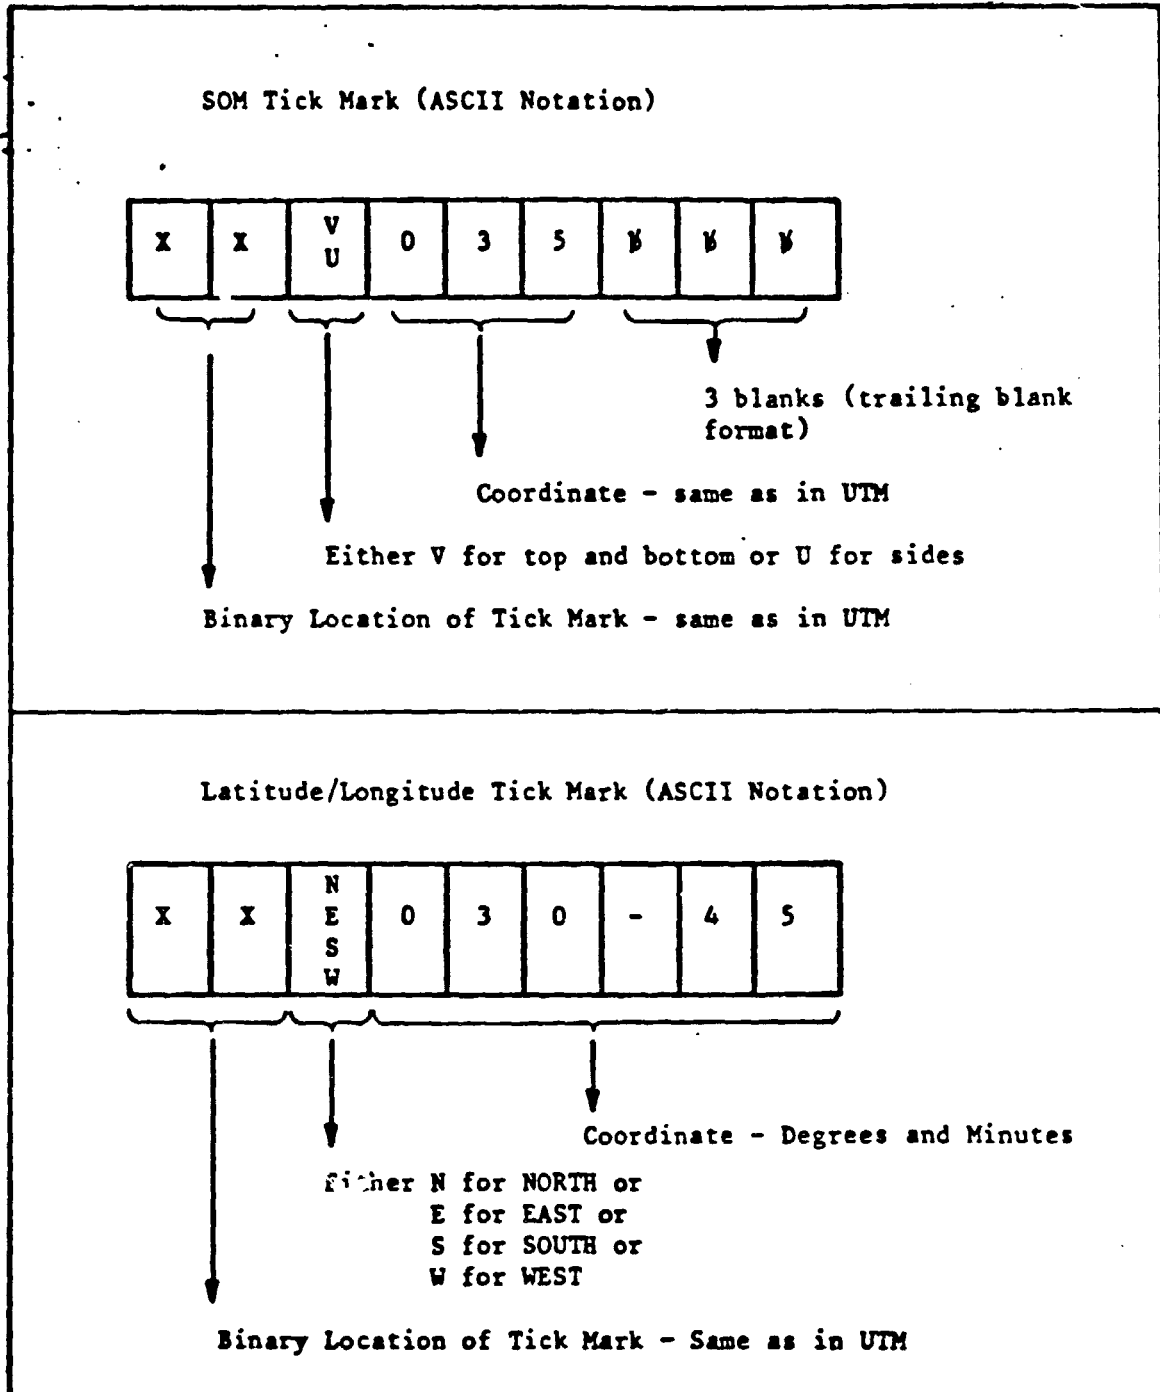 SOM Tick Mark (ASCII Notation)
X X V 0 3 5 ƀ ƀ ƀ
U
3 blanks (trailing blank
format)
Coordinate - same as in UTM
Either V for top and bottom or U for sides
Binary Location of Tick Mark - same as in UTM
Latitude/Longitude Tick Mark (ASCII Notation)
N
X X E 0 3 0 - 4 5
S
W
Coordinate - Degrees and Minutes
Either N for NORTH or
E for EAST or
S for SOUTH or
W for WEST
Binary Location of Tick Mark - Same as in UTM